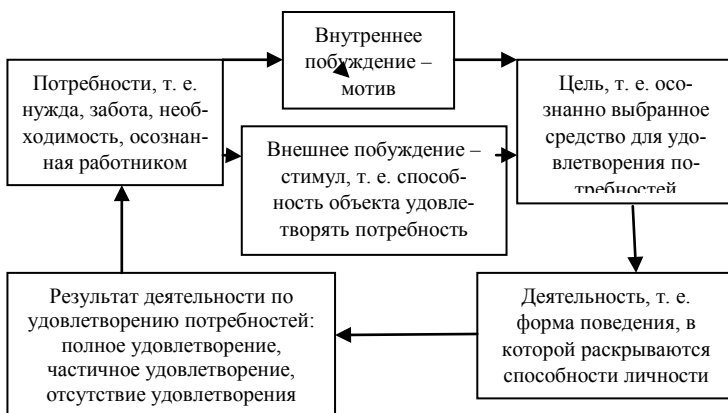 Внутреннее
побуждение –
мотив
Потребности, т. е.
нужда, забота, необ-
ходимость, осознан-
ная работником
Внешнее побуждение –
стимул, т. е. способ-
ность объекта удовле-
творять потребность
Цель, т. е. осо-
знанно выбранное
средство для удо-
влетворения по-
требностей
Деятельность, т. е.
форма поведения, в
которой раскрываются
способности личности
Результат деятельности по
удовлетворению потребностей:
полное удовлетворение,
частичное удовлетворение,
отсутствие удовлетворения